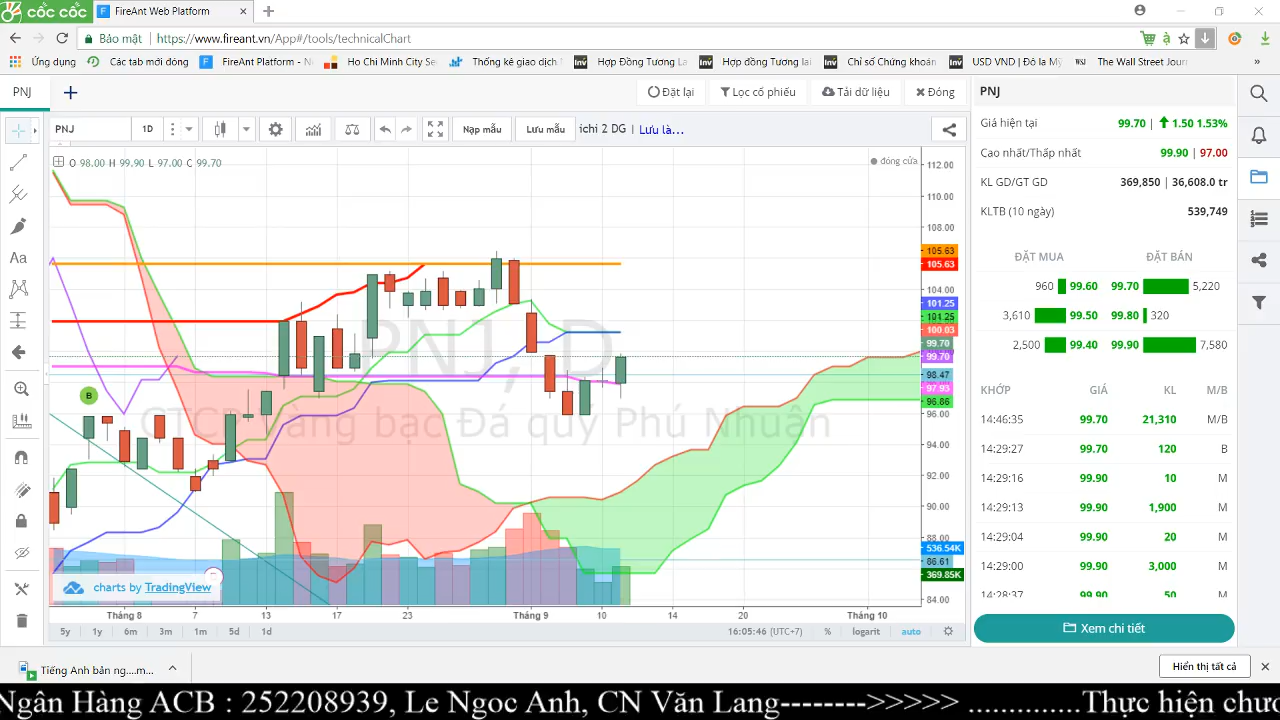 cốc cốc
FireAnt Web Platform
Bảo mật
https://www.fireant.vn/App#/tools/technicalChart
Ứng dụng
Các tab mới đóng
FireAnt Platform - N
Ho Chi Minh City Se
Thống kê giao dịch
Hợp Đồng Tương La
Hợp đồng Tương lai
Chỉ số Chứng khoán
USD VND | Đô la Mỹ
The Wall Street Jour
PNJ
Đặt lại
Lọc cổ phiếu
Tải dữ liệu
Đóng
PNJ
1D
Nạp mẫu
Lưu mẫu
ichi 2 DG
Lưu là...
O 98.00 H 99.90 L 97.00 C 99.70
đóng cửa
PNJ, D
CTCP Vàng bạc Đá quý Phú Nhuận
B
Aa
112.00
110.00
108.00
105.63
105.63
104.00
101.25
101.25
100.03
99.70
99.70
98.47
97.93
96.86
96.00
94.00
92.00
90.00
88.00
536.54K
86.61
369.85K
84.00
charts by TradingView
Tháng 8
7
13
17
23
Tháng 9
10
14
20
Tháng 10
5y
1y
6m
3m
1m
5d
1d
16:05:46 (UTC+7)
%
logarit
auto
PNJ
Giá hiện tại
99.70 | 1.50 1.53%
Cao nhất/Thấp nhất
99.90 | 97.00
KL GD/GT GD
369,850 | 36,608.0 tr
KLTB (10 ngày)
539,749
ĐẶT MUA
ĐẶT BÁN
960 99.60 99.70 5,220
3,610 99.50 99.80 320
2,500 99.40 99.90 7,580
KHỚP GIÁ KL M/B
14:46:35 99.70 21,310 M/B
14:29:27 99.70 120 B
14:29:16 99.90 10 M
14:29:13 99.90 1,900 M
14:29:04 99.90 20 M
14:29:00 99.90 3,000 M
14:28:37 99.90 50 M
Xem chi tiết
Tiếng Anh bản ng....m...
Hiển thị tất cả
Ngân Hàng ACB : 252208939, Le Ngoc Anh, CN Văn Lang-------->>>>> ..............Thực hiện chươ